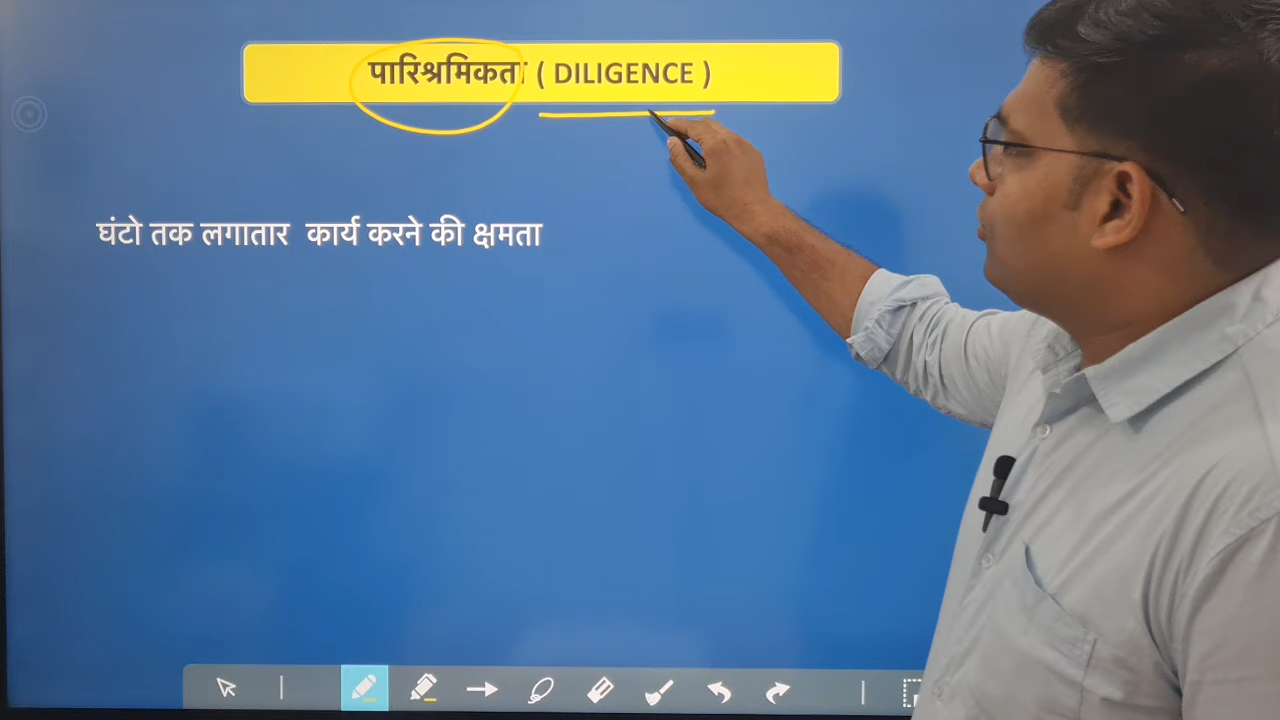 पारिश्रमिकता ( DILIGENCE )
घंटो तक लगातार कार्य करने की क्षमता